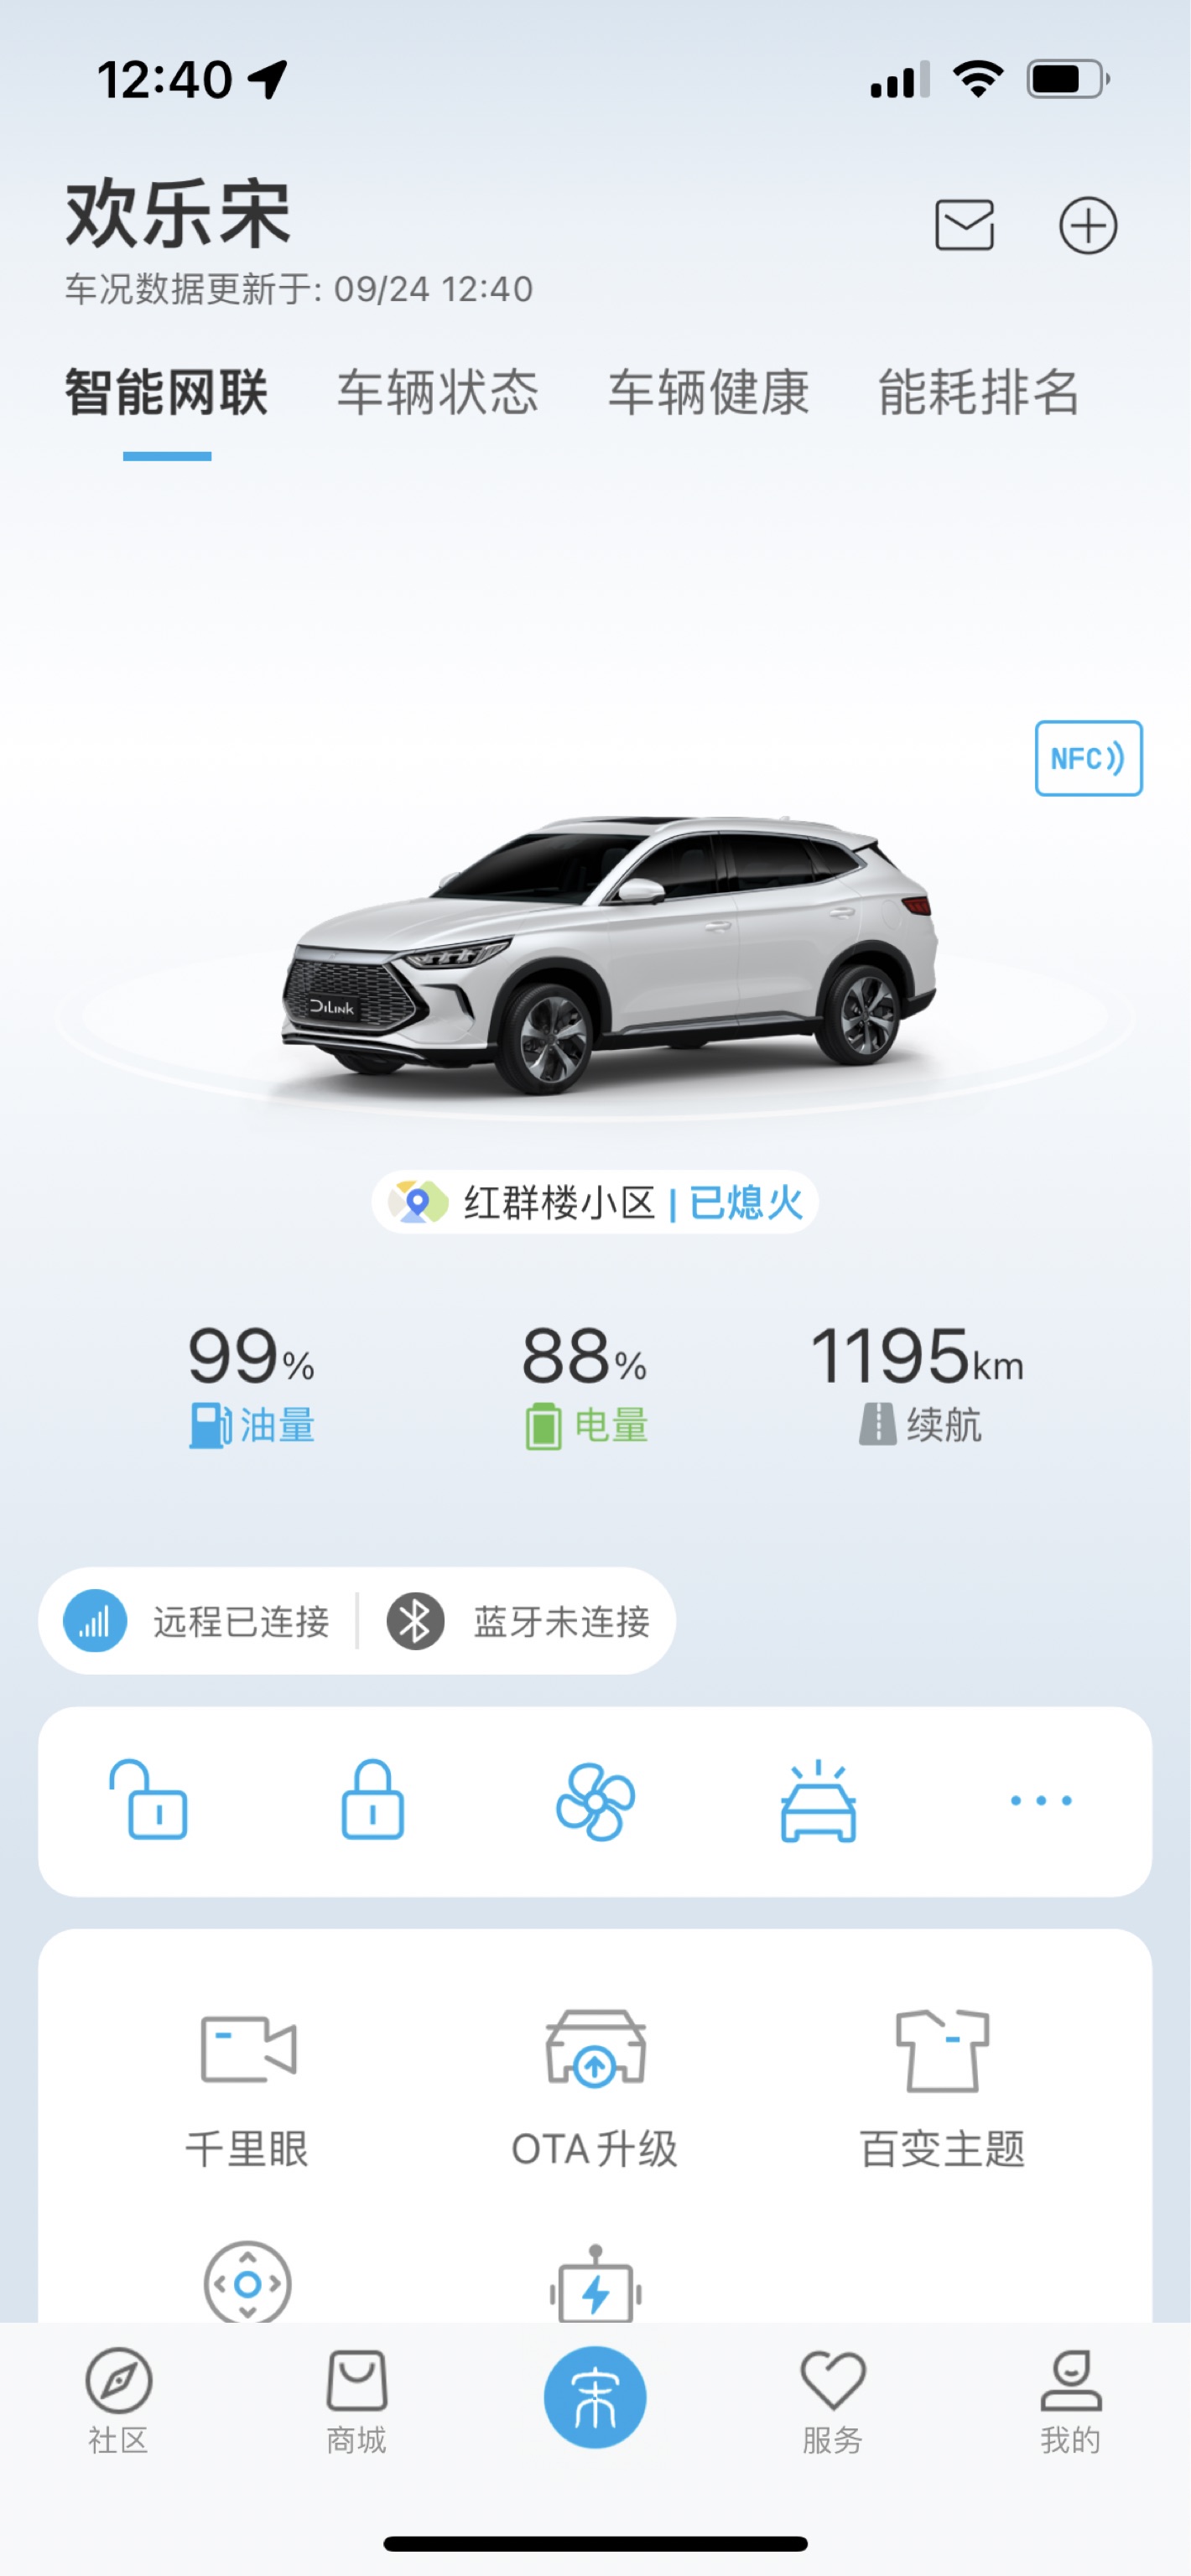 12:40
欢乐宋
车况数据更新于: 09/24 12:40
智能网联 车辆状态 车辆健康 能耗排名
NFC
DiLink
红群楼小区 | 已熄火
99% 88% 1195km
油量 电量 续航
远程已连接 蓝牙未连接
千里眼 OTA升级 百变主题
宋
社区 商城 服务 我的